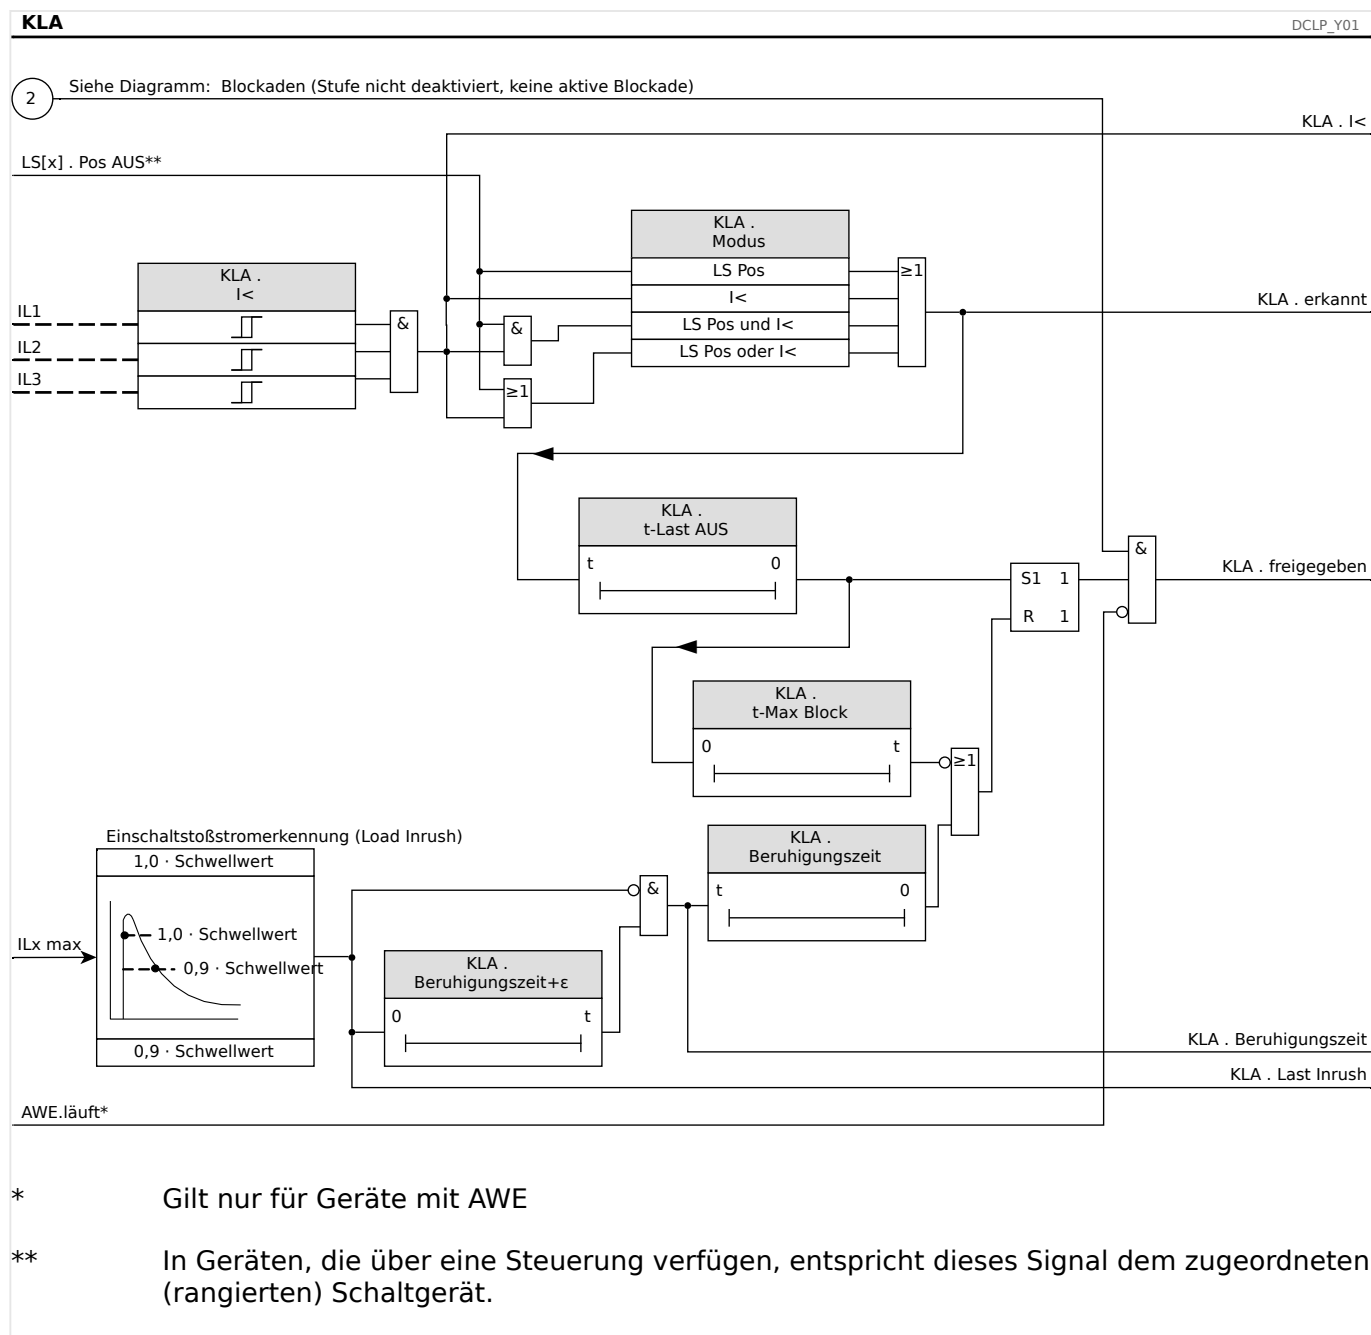 KLA
DCLP_Y01
2
Siehe Diagramm: Blockaden (Stufe nicht deaktiviert, keine aktive Blockade)
KLA . I<
LS[x] . Pos AUS**
KLA .
Modus
LS Pos
I<
LS Pos und I<
LS Pos oder I<
≥1
KLA . erkannt
KLA .
I<
IL1
IL2
IL3
&
&
≥1
KLA .
t-Last AUS
t 0
S1 1
R 1
&
KLA . freigegeben
KLA .
t-Max Block
0 t
≥1
Einschaltstoßstromerkennung (Load Inrush)
1,0 · Schwellwert
1,0 · Schwellwert
0,9 · Schwellwert
0,9 · Schwellwert
ILx max
KLA .
Beruhigungszeit
t 0
&
KLA .
Beruhigungszeit+ε
0 t
KLA . Beruhigungszeit
KLA . Last Inrush
AWE.läuft*
* Gilt nur für Geräte mit AWE
** In Geräten, die über eine Steuerung verfügen, entspricht dieses Signal dem zugeordneten
(rangierten) Schaltgerät.